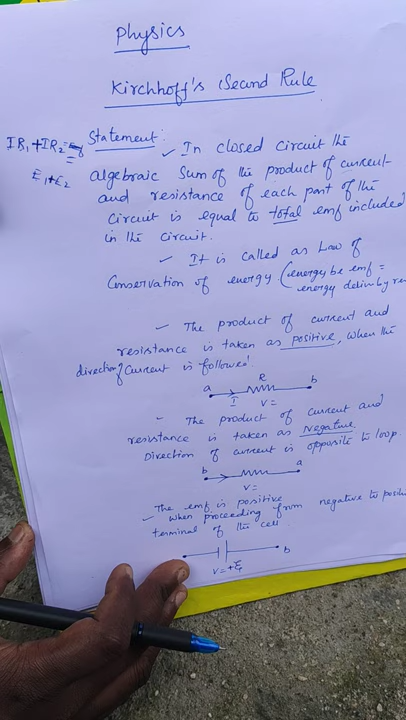 Physics
Kirchhoff's Second Rule
Statement:
IR1 + IR2 =
E1+E2
✓ In closed circuit the
algebraic sum of the product of current
and resistance of each part of the
circuit is equal to total emf included
in the circuit.
✓ It is called as Law of
Conservation of energy. (energy be emf =
energy deliv by re
✓ The product of current and
resistance is taken as positive, when the
direction of current is followed.
a R b
I V =
- The product of current and
resistance is taken as negative
Direction of current is opposite to loop.
b a
V =
The emf is positive
✓ when proceeding from negative to positi
terminal of the cell
b
V = +E